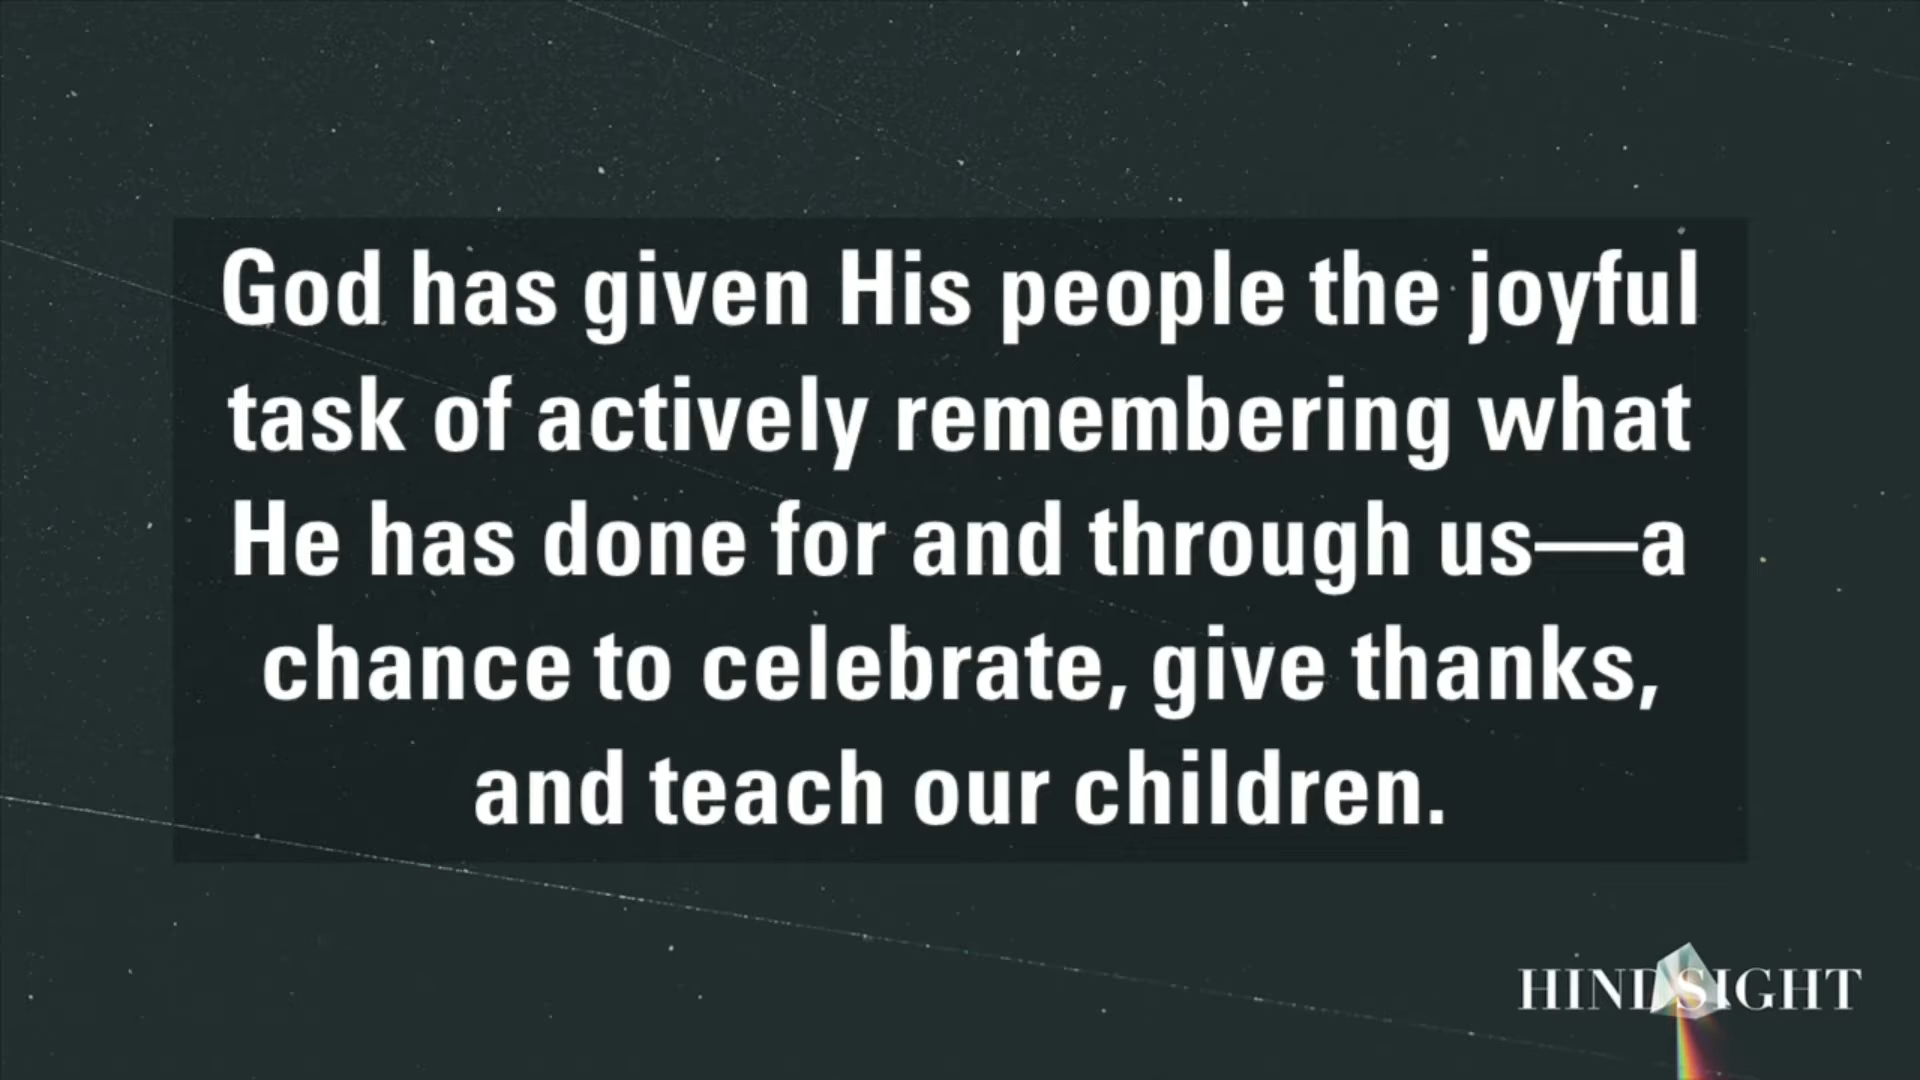 God has given His people the joyful
task of actively remembering what
He has done for and through us—a
chance to celebrate, give thanks,
and teach our children.
HINDSIGHT